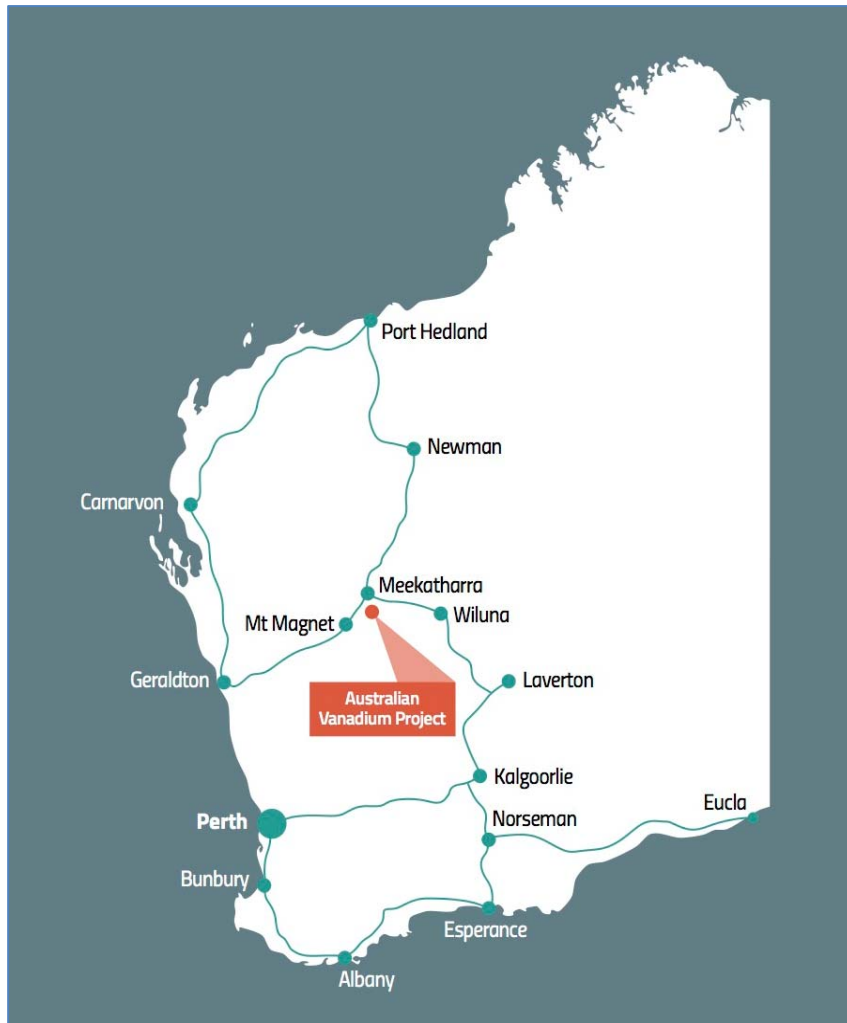 Port Hedland
Newman
Carnarvon
Meekatharra
Mt Magnet
Wiluna
Geraldton
Laverton
Australian
Vanadium Project
Kalgoorlie
Eucla
Perth
Norseman
Bunbury
Esperance
Albany